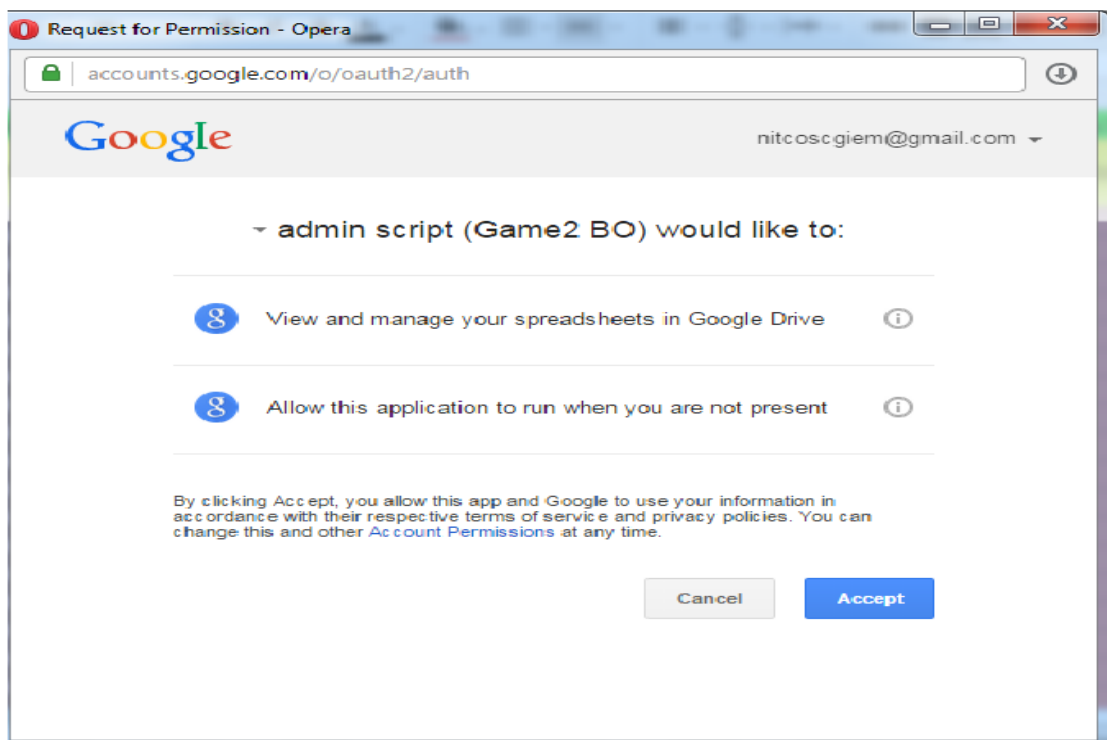 Request for Permission - Opera
accounts.google.com/o/oauth2/auth
Google
nitcoscgiem@gmail.com
admin script (Game2 BO) would like to:
8 View and manage your spreadsheets in Google Drive i
8 Allow this application to run when you are not present i
By clicking Accept, you allow this app and Google to use your information in
accordance with their respective terms of service and privacy policies. You can
change this and other Account Permissions at any time.
Cancel Accept